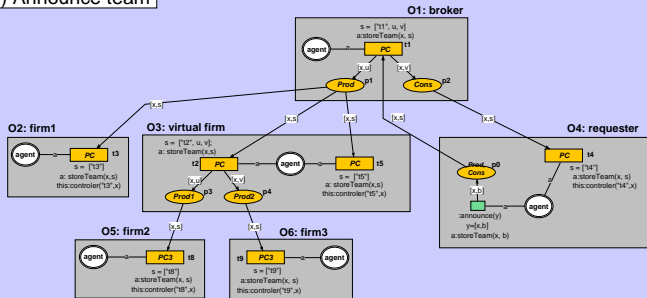 ) Announce team
O1: broker
s = ["t1", u, v]
a:storeTeam(x, s)
agent
a
PC
t1
[x,u]
[x,v]
Prod
p1
Cons
p2
[x,s]
[x,s]
[x,s]
[x,s]
[x,s]
O2: firm1
agent
a
PC
t3
s = ["t3"]
a: storeTeam(x,s)
this:controler("t3",x)
O3: virtual firm
s = ["t2", u, v];
a: storeTeam(x,s)
t2
PC
a
agent
a
PC
t5
s = ["t5"]
a: storeTeam(x,s)
this:controler("t5",x)
[x,u]
[x,v]
Prod1
p3
Prod2
p4
[x,s]
[x,s]
O4: requester
Prod
Cons
p0
[x,b]
:announce(y)
y=[x,b]
a:storeTeam(x, b)
a
agent
a
PC
t4
s = ["t4"]
a:storeTeam(x, s)
this:controler("t4",x)
O5: firm2
agent
a
PC3
t8
s = ["t8"]
a:storeTeam(x, s)
this:controler("t8",x)
O6: firm3
t9
PC3
a
agent
s = ["t9"]
a:storeTeam(x, s)
this:controler("t9",x)